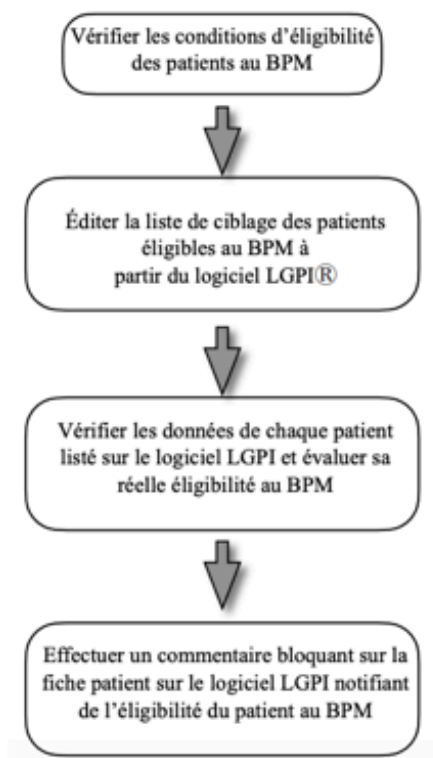 Vérifier les conditions d'éligibilité
des patients au BPM
Éditer la liste de ciblage des patients
éligibles au BPM à
partir du logiciel LGPI®
Vérifier les données de chaque patient
listé sur le logiciel LGPI et évaluer sa
réelle éligibilité au BPM
Effectuer un commentaire bloquant sur la
fiche patient sur le logiciel LGPI notifiant
de l'éligibilité du patient au BPM